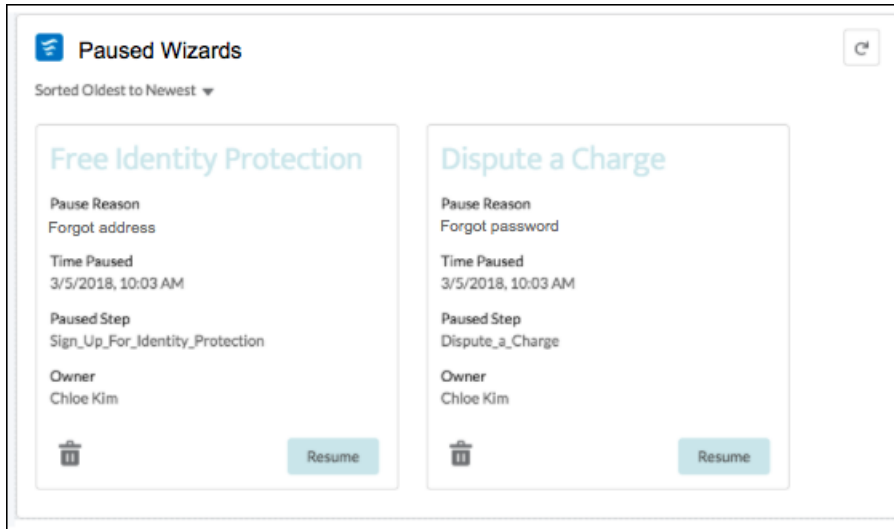 Paused Wizards
Sorted Oldest to Newest
Free Identity Protection
Pause Reason
Forgot address
Time Paused
3/5/2018, 10:03 AM
Paused Step
Sign_Up_For_Identity_Protection
Owner
Chloe Kim
Resume
Dispute a Charge
Pause Reason
Forgot password
Time Paused
3/5/2018, 10:03 AM
Paused Step
Dispute_a_Charge
Owner
Chloe Kim
Resume